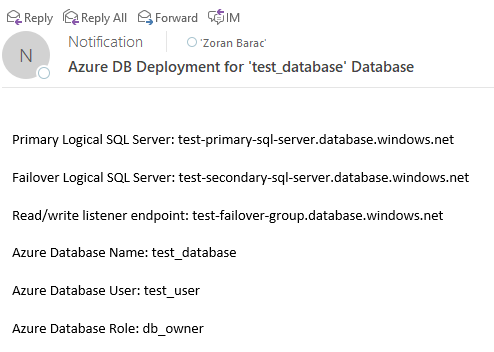 Reply Reply All Forward IM
N
Notification 'Zoran Barac'
Azure DB Deployment for 'test_database' Database
Primary Logical SQL Server: test-primary-sql-server.database.windows.net
Failover Logical SQL Server: test-secondary-sql-server.database.windows.net
Read/write listener endpoint: test-failover-group.database.windows.net
Azure Database Name: test_database
Azure Database User: test_user
Azure Database Role: db_owner